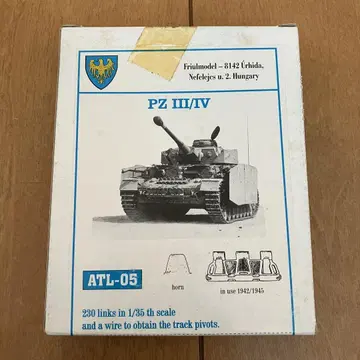 Friulmodel – 8142 Úrhida,
Nefelejcs u. 2. Hungary
PZ III/IV
ATL-05
horn
in use 1942/1945
230 links in 1/35 th scale
and a wire to obtain the track pivots.